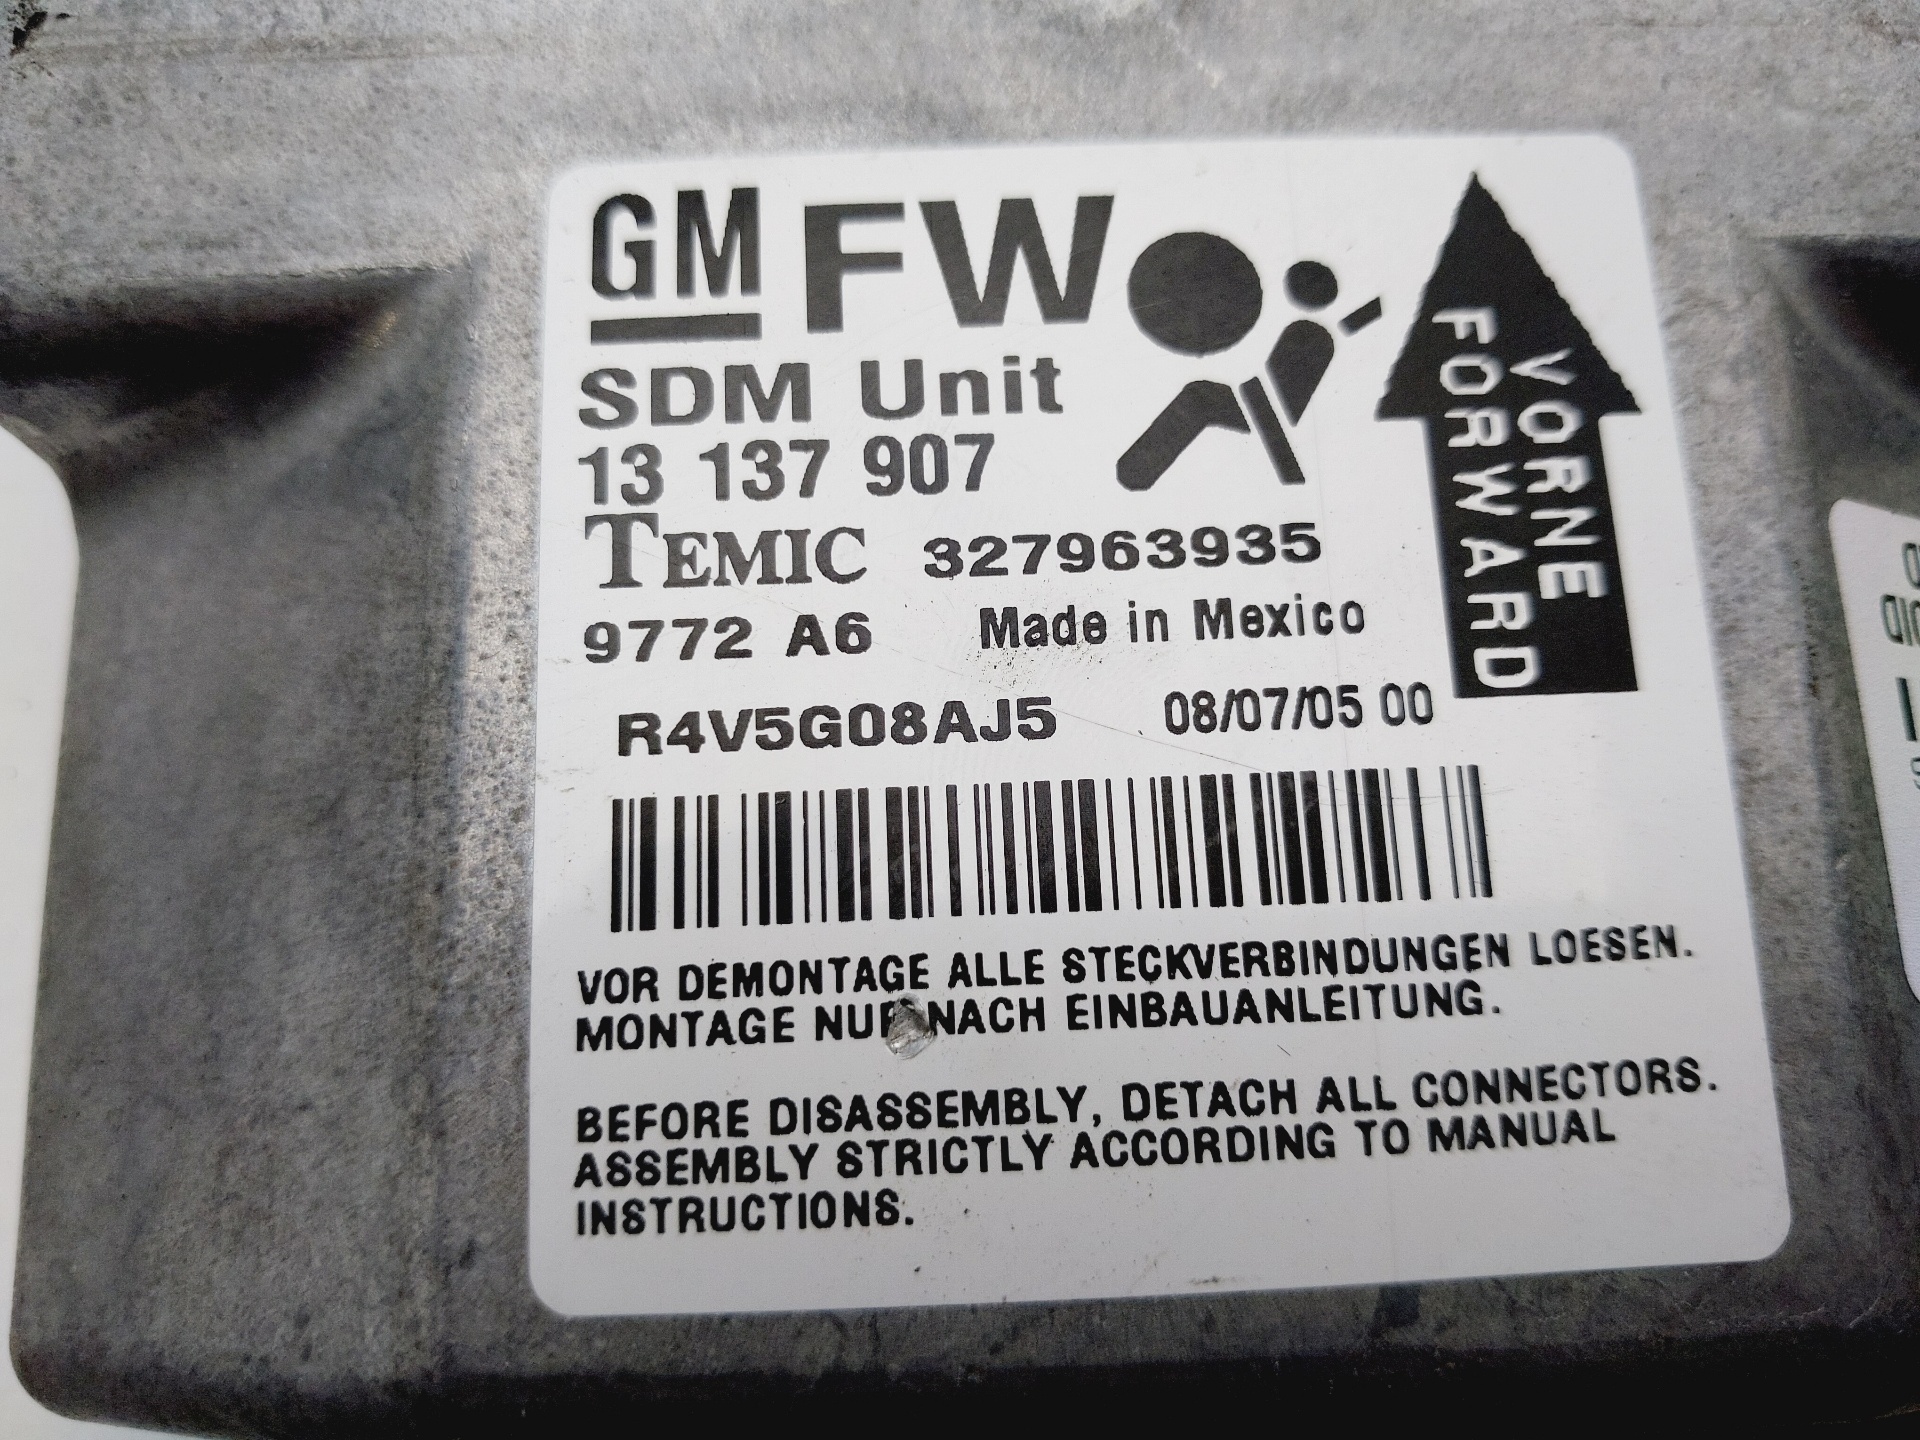 GM FW
SDM Unit
13 137 907
TEMIC 327963935
9772 A6 Made in Mexico
R4V5G08AJ5 08/07/05 00
VORNE
FORWARD
VOR DEMONTAGE ALLE STECKVERBINDUNGEN LOESEN.
MONTAGE NUR NACH EINBAUANLEITUNG.
BEFORE DISASSEMBLY, DETACH ALL CONNECTORS.
ASSEMBLY STRICTLY ACCORDING TO MANUAL
INSTRUCTIONS.